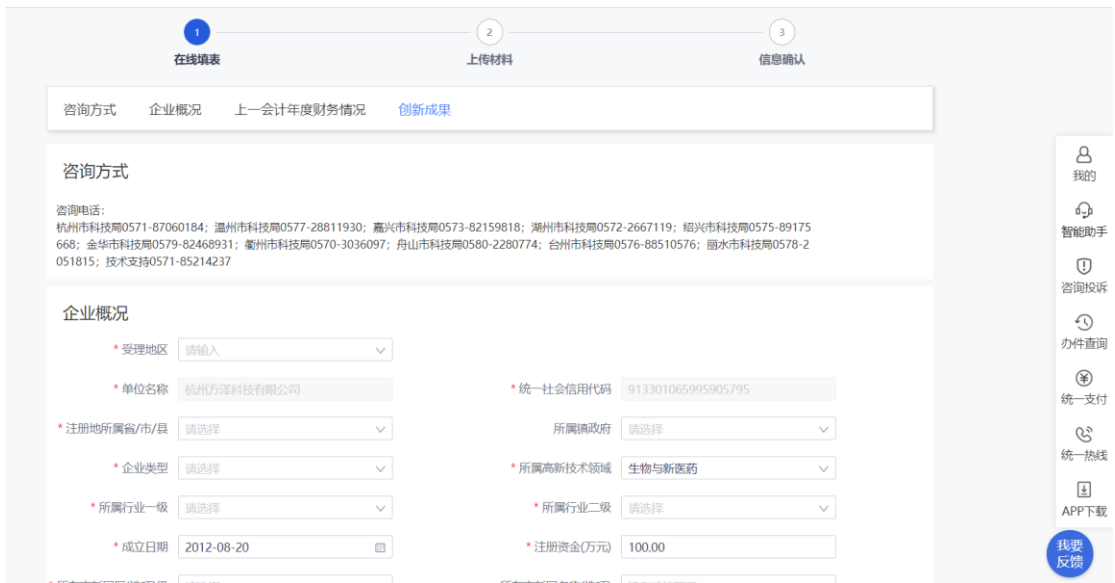 1
2
3
在线填表
上传材料
信息确认
咨询方式 企业概况 上一会计年度财务情况 创新成果
咨询方式
咨询电话：
杭州市科技局0571-87060184；温州市科技局0577-28811930；嘉兴市科技局0573-82159818；湖州市科技局0572-2667119；绍兴市科技局0575-89175
668；金华市科技局0579-82468931；衢州市科技局0570-3036097；舟山市科技局0580-2280774；台州市科技局0576-88510576；丽水市科技局0578-2
051815；技术支持0571-85214237
企业概况
* 受理地区 请输入
* 单位名称 杭州方泽科技有限公司 * 统一社会信用代码 913301065995905795
* 注册地所属省/市/县 请选择 所属镇政府 请选择
* 企业类型 请选择 * 所属高新技术领域 生物与新医药
* 所属行业一级 请选择 * 所属行业二级 请选择
* 成立日期 2012-08-20 * 注册资金(万元) 100.00
我的
智能助手
咨询投诉
办件查询
统一支付
统一热线
APP下载
我要
反馈